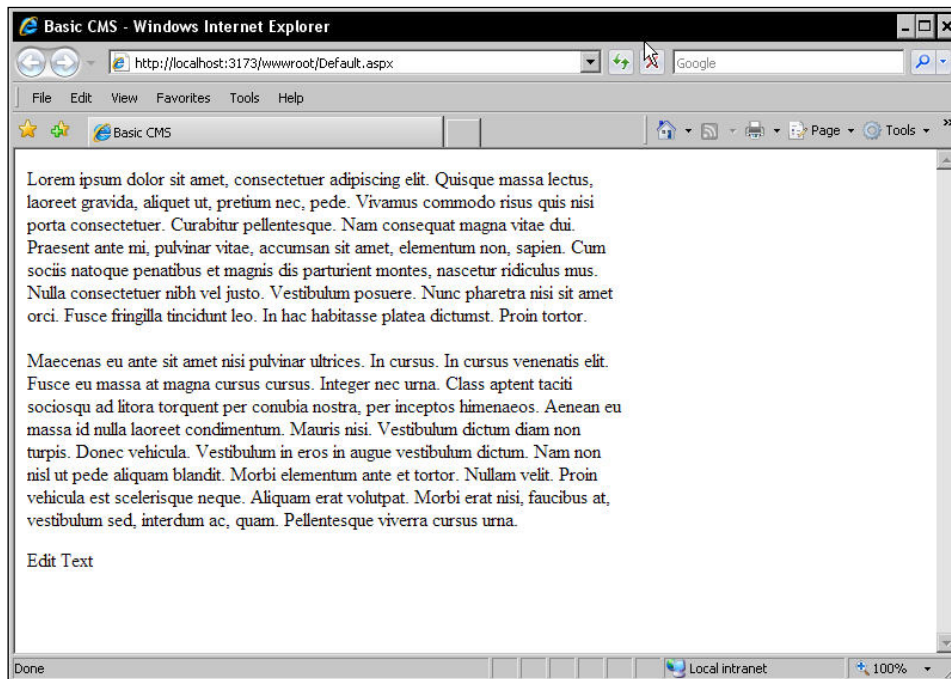 Basic CMS - Windows Internet Explorer
http://localhost:3173/wwwroot/Default.aspx
Google
File Edit View Favorites Tools Help
Basic CMS
Page
Tools
Lorem ipsum dolor sit amet, consectetuer adipiscing elit. Quisque massa lectus,
laoreet gravida, aliquet ut, pretium nec, pede. Vivamus commodo risus quis nisi
porta consectetuer. Curabitur pellentesque. Nam consequat magna vitae dui.
Praesent ante mi, pulvinar vitae, accumsan sit amet, elementum non, sapien. Cum
sociis natoque penatibus et magnis dis parturient montes, nascetur ridiculus mus.
Nulla consectetuer nibh vel justo. Vestibulum posuere. Nunc pharetra nisi sit amet
orci. Fusce fringilla tincidunt leo. In hac habitasse platea dictumst. Proin tortor.
Maecenas eu ante sit amet nisi pulvinar ultrices. In cursus. In cursus venenatis elit.
Fusce eu massa at magna cursus cursus. Integer nec urna. Class aptent taciti
sociosqu ad litora torquent per conubia nostra, per inceptos himenaeos. Aenean eu
massa id nulla laoreet condimentum. Mauris nisi. Vestibulum dictum diam non
turpis. Donec vehicula. Vestibulum in eros in augue vestibulum dictum. Nam non
nisl ut pede aliquam blandit. Morbi elementum ante et tortor. Nullam velit. Proin
vehicula est scelerisque neque. Aliquam erat volutpat. Morbi erat nisi, faucibus at,
vestibulum sed, interdum ac, quam. Pellentesque viverra cursus urna.
Edit Text
Done
Local intranet
100%